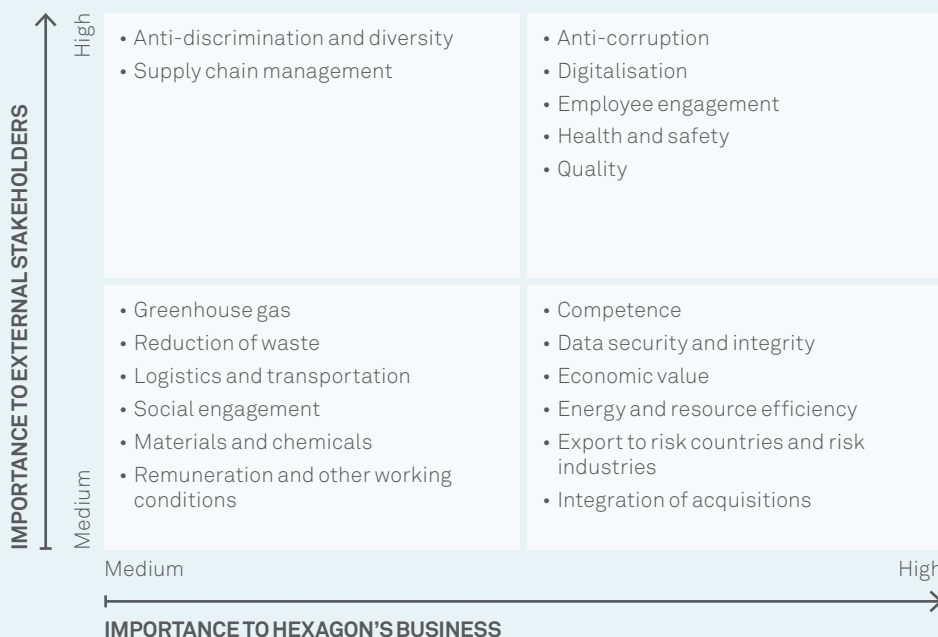 IMPORTANCE TO EXTERNAL STAKEHOLDERS
High
• Anti-discrimination and diversity
• Supply chain management
• Anti-corruption
• Digitalisation
• Employee engagement
• Health and safety
• Quality
Medium
• Greenhouse gas
• Reduction of waste
• Logistics and transportation
• Social engagement
• Materials and chemicals
• Remuneration and other working
conditions
• Competence
• Data security and integrity
• Economic value
• Energy and resource efficiency
• Export to risk countries and risk
industries
• Integration of acquisitions
Medium
High
IMPORTANCE TO HEXAGON'S BUSINESS